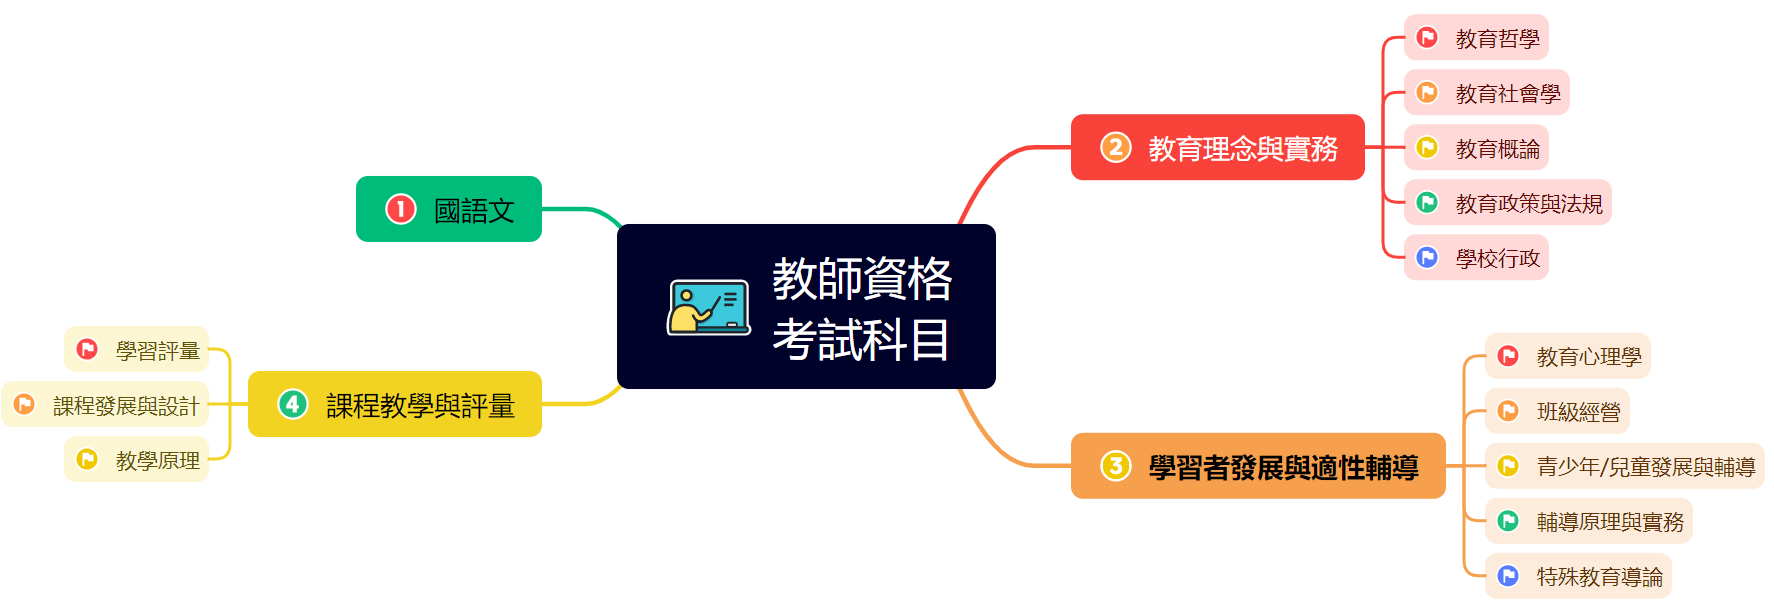 教師資格
考試科目
1 國語文
2 教育理念與實務
教育哲學
教育社會學
教育概論
教育政策與法規
學校行政
3 學習者發展與適性輔導
教育心理學
班級經營
青少年/兒童發展與輔導
輔導原理與實務
特殊教育導論
4 課程教學與評量
學習評量
課程發展與設計
教學原理